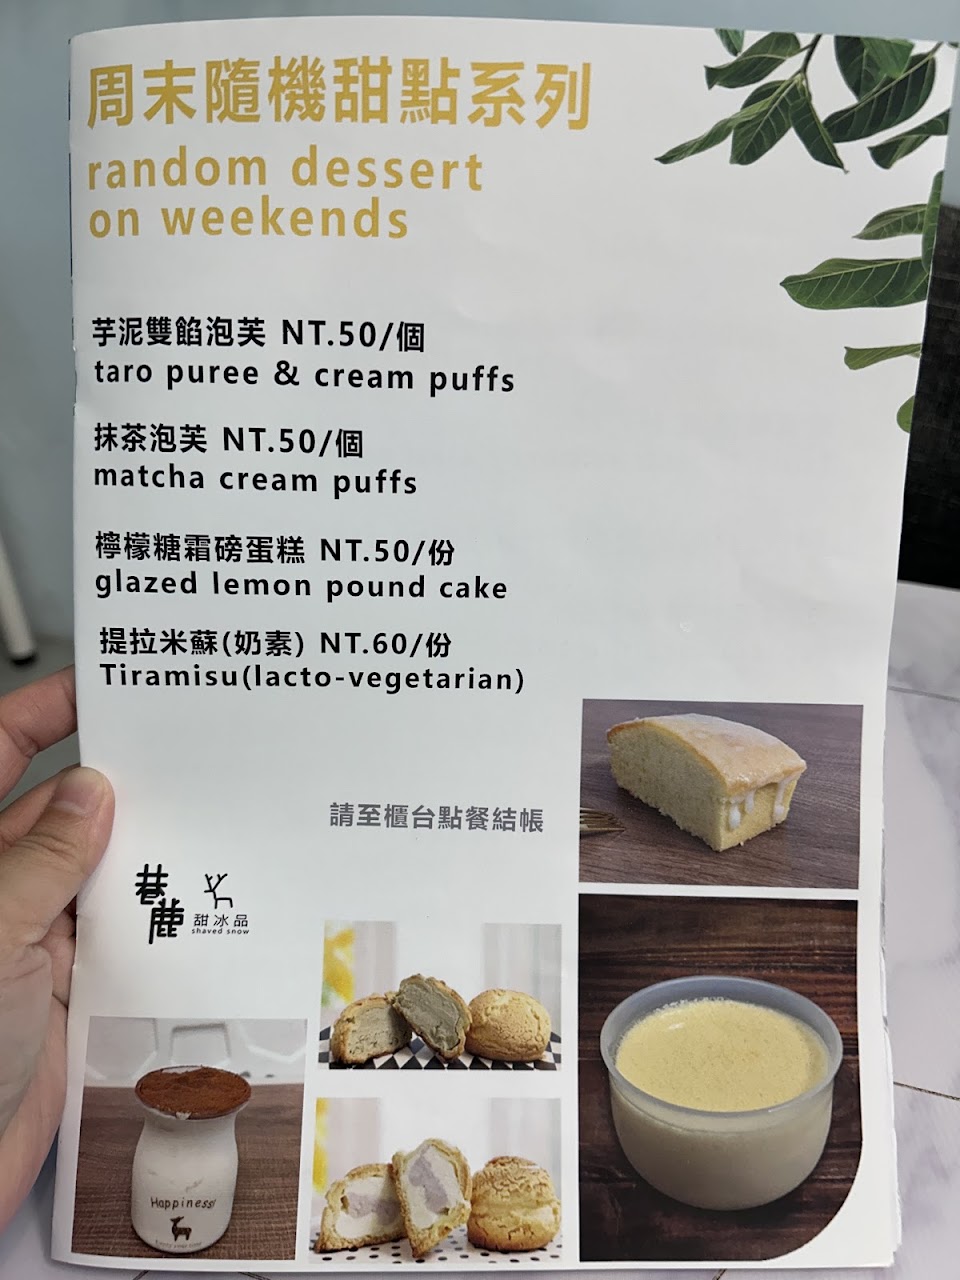 周末隨機甜點系列
random dessert
on weekends
芋泥雙餡泡芙 NT.50/個
taro puree & cream puffs
抹茶泡芙 NT.50/個
matcha cream puffs
檸檬糖霜磅蛋糕 NT.50/份
glazed lemon pound cake
提拉米蘇(奶素) NT.60/份
Tiramisu(lacto-vegetarian)
請至櫃台點餐結帳
巷鹿
甜冰品
shaved snow
Happiness!